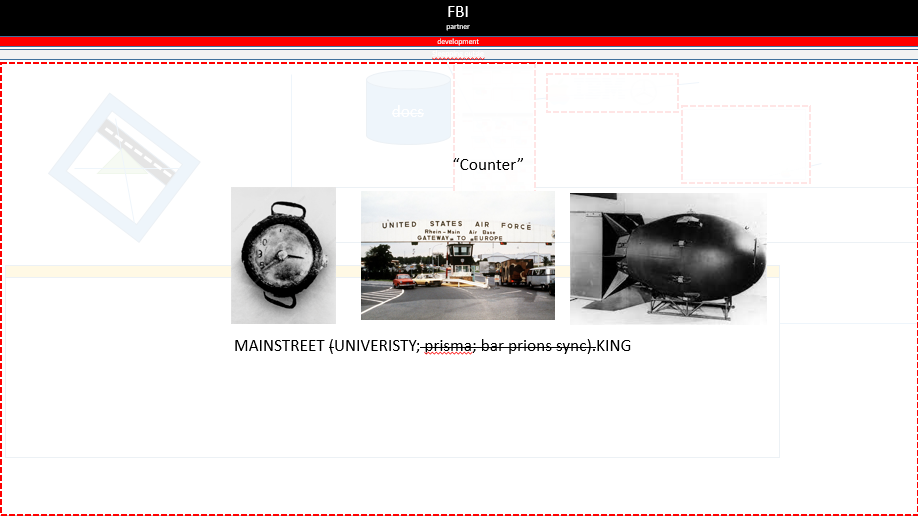 FBI
partner
development
docs
“Counter”
UNITED STATES AIR FORCE
Rhein-Main Air Base
GATEWAY TO EUROPE
MAINSTREET (UNIVERISTY; prisma; bar prions sync).KING